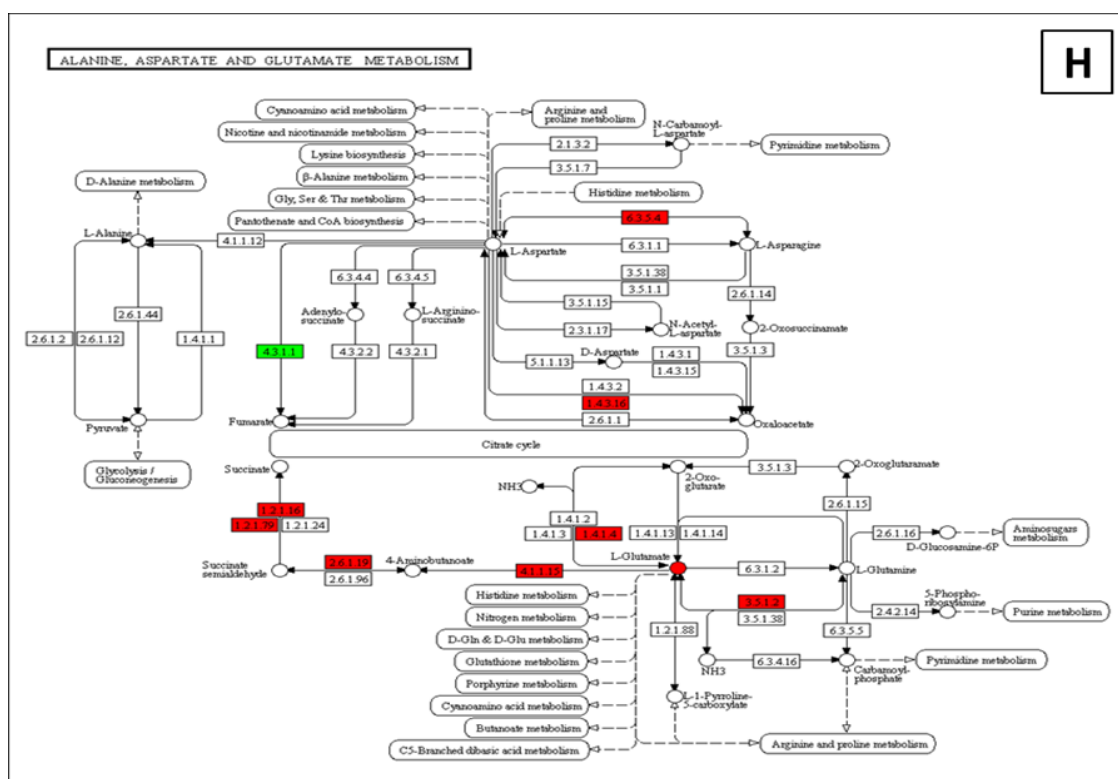 H
ALANINE, ASPARTATE AND GLUTAMATE METABOLISM
Cyanoamino acid metabolism
Arginine and
proline metabolism
Nicotine and nicotinamide metabolism
N-Carbamoyl-
L-aspartate
2.1.3.2
Pyrimidine metabolism
Lysine biosynthesis
3.5.1.7
β-Alanine metabolism
D-Alanine metabolism
Histidine metabolism
Gly, Ser & Thr metabolism
Pantothenate and CoA biosynthesis
6.3.5.4
L-Alanine
4.1.1.12
L-Aspartate
6.3.1.1
L-Asparagine
6.3.4.4
6.3.4.5
3.5.1.38
3.5.1.1
2.6.1.14
Adenylo-
succinate
L-Arginino-
succinate
3.5.1.15
2.6.1.44
2.3.1.17
N-Acetyl-
L-aspartate
2-Oxosuccinamate
2.6.1.2
2.6.1.12
1.4.1.1
4.3.1.1
4.3.2.2
4.3.2.1
D-Aspartate
5.1.1.13
1.4.3.1
1.4.3.15
3.5.1.3
1.4.3.2
1.4.3.16
2.6.1.1
Pyruvate
Fumarate
Oxaloacetate
Citrate cycle
Glycolysis /
Gluconeogenesis
Succinate
NH3
2-Oxo-
glutarate
3.5.1.3
2-Oxoglutaramate
1.2.1.16
1.2.1.79
1.2.1.24
1.4.1.2
1.4.1.3
1.4.1.4
1.4.1.13
1.4.1.14
2.6.1.15
2.6.1.16
D-Glucosamine-6P
Aminosugars
metabolism
Succinate
semialdehyde
2.6.1.19
2.6.1.96
4-Aminobutanoate
4.1.1.15
L-Glutamate
6.3.1.2
L-Glutamine
Histidine metabolism
Nitrogen metabolism
D-Gln & D-Glu metabolism
Glutathione metabolism
Porphyrine metabolism
Cyanoamino acid metabolism
Butanoate metabolism
C5-Branched dibasic acid metabolism
3.5.1.2
3.5.1.38
1.2.1.88
2.4.2.14
5-Phospho-
ribosylamine
Purine metabolism
6.3.5.5
NH3
6.3.4.16
Carbamoyl-
phosphate
Pyrimidine metabolism
L-1-Pyrroline-
5-carboxylate
Arginine and proline metabolism